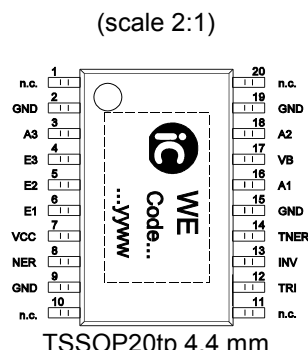 (scale 2:1)
1
n.c.
2
GND
3
A3
4
E3
5
E2
6
E1
7
VCC
8
NER
9
GND
10
n.c.
20
n.c.
19
GND
18
A2
17
VB
16
A1
15
GND
14
TNER
13
INV
12
TRI
11
n.c.
iC
WE
Code...
...yyww
TSSOP20tp 4.4 mm